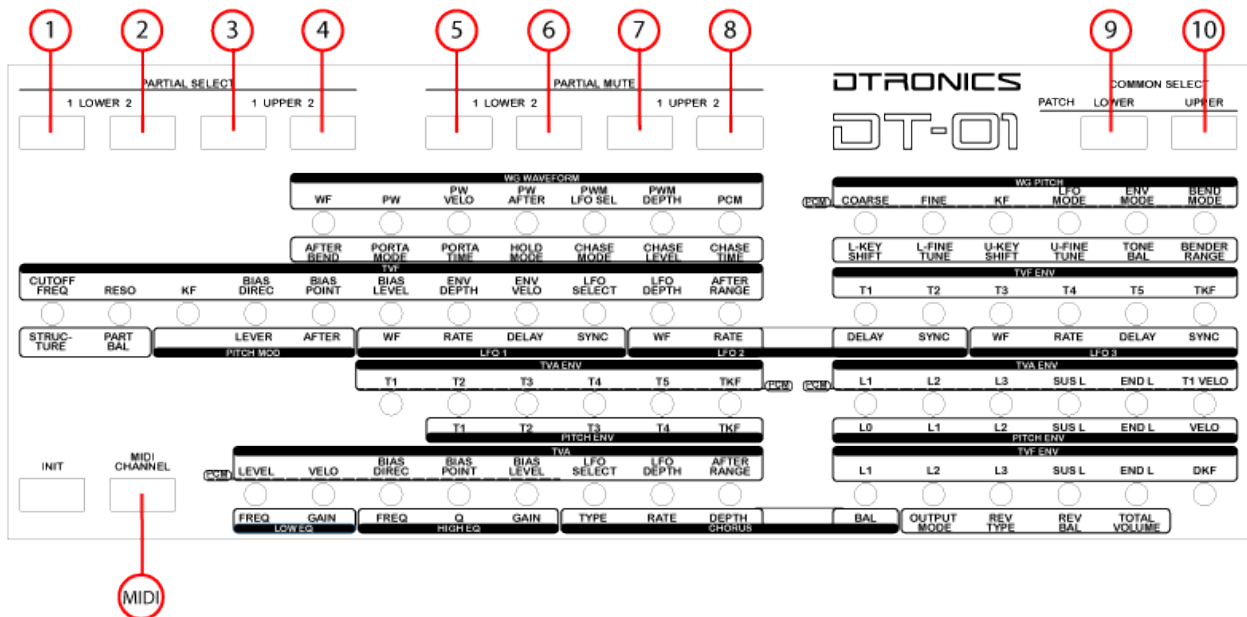 1 2 3 4 5 6 7 8 9 10
PARTIAL SELECT PARTIAL MUTE DTRONICS COMMON SELECT
1 LOWER 2 1 UPPER 2 1 LOWER 2 1 UPPER 2 PATCH LOWER UPPER
DT-01
WG WAVEFORM WG PITCH
WF PW PW VELO PW AFTER PWM LFO SEL PWM DEPTH PCM PCM COARSE FINE KF LFO MODE ENV MODE BEND MODE
AFTER BEND PORTA MODE PORTA TIME HOLD MODE CHASE MODE CHASE LEVEL CHASE TIME L-KEY SHIFT L-FINE TUNE U-KEY SHIFT U-FINE TUNE TONE BAL BENDER RANGE
TVF TVF ENV
CUTOFF FREQ RESO KF BIAS DIREC BIAS POINT BIAS LEVEL ENV DEPTH ENV VELO LFO SELECT LFO DEPTH AFTER RANGE T1 T2 T3 T4 T5 TKF
STRUC-TURE PART BAL LEVER AFTER WF RATE DELAY SYNC WF RATE DELAY SYNC WF RATE DELAY SYNC
PITCH MOD LFO 1 LFO 2 LFO 3
TVA ENV TVA ENV
T1 T2 T3 T4 T5 TKF PCM PCM L1 L2 L3 SUS L END L T1 VELO
T1 T2 T3 T4 TKF L0 L1 L2 SUS L END L VELO
PITCH ENV PITCH ENV
TVA TVF ENV
INIT MIDI CHANNEL PCM LEVEL VELO BIAS DIREC BIAS POINT BIAS LEVEL LFO SELECT LFO DEPTH AFTER RANGE L1 L2 L3 SUS L END L DKF
FREQ GAIN FREQ Q GAIN TYPE RATE DEPTH BAL OUTPUT MODE REV TYPE REV BAL TOTAL VOLUME
LOW EQ HIGH EQ CHORUS
MIDI